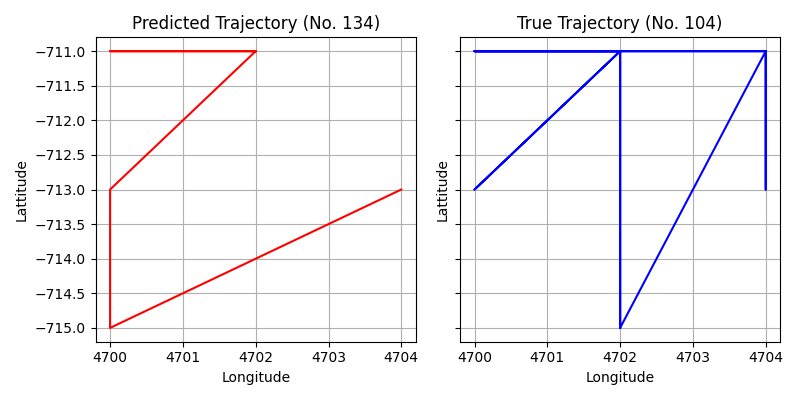 Predicted Trajectory (No. 134)
True Trajectory (No. 104)
−711.0
−711.5
−712.0
−712.5
−713.0
−713.5
−714.0
−714.5
−715.0
Lattitude
Lattitude
4700 4701 4702 4703 4704
4700 4701 4702 4703 4704
Longitude
Longitude